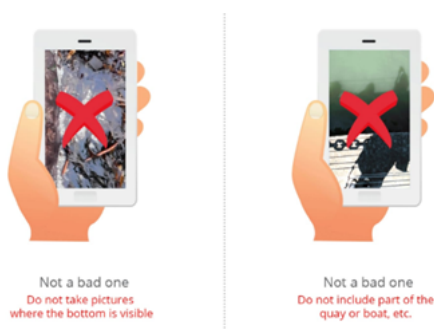 Not a bad one
Do not take pictures
where the bottom is visible
Not a bad one
Do not include part of the
quay or boat, etc.